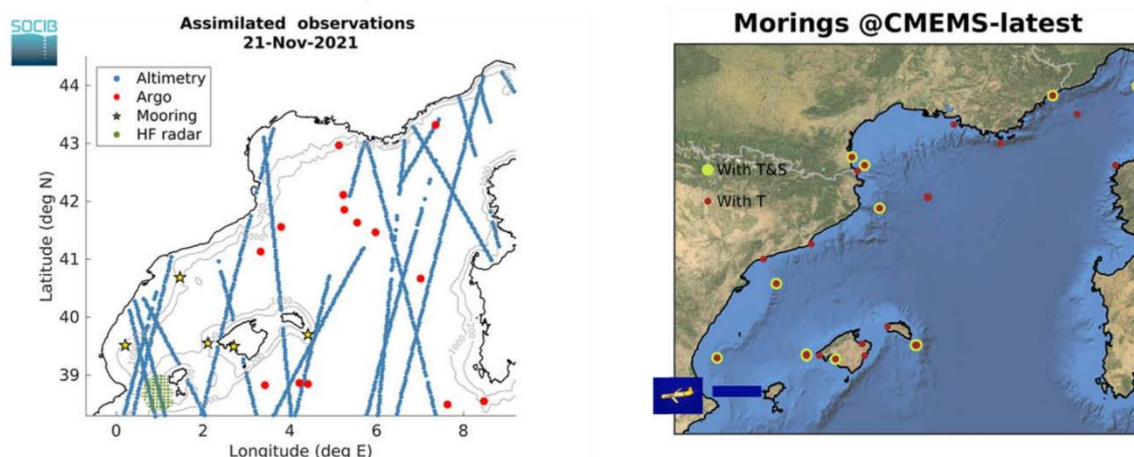 SOCIB
Assimilated observations
21-Nov-2021
Altimetry
Argo
Mooring
HF radar
44
43
42
41
40
39
Latitude (deg N)
0
2
4
6
8
Longitude (deg E)
Morings @CMEMS-latest
With T&S
With T